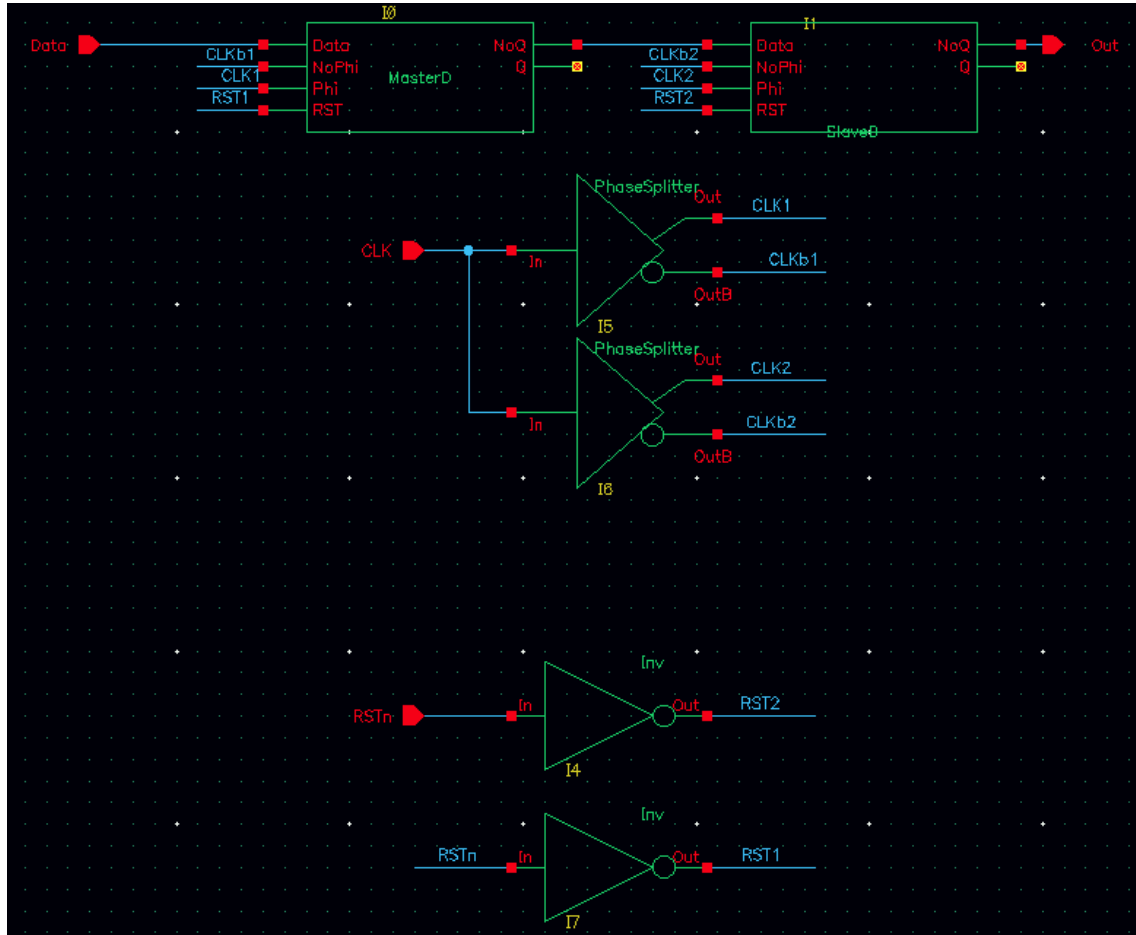 I0
I1
Data
Data
NoQ
Data
NoQ
Out
CLKb1
NoPhi
Q
CLKb2
NoPhi
Q
CLK1
Phi
MasterD
CLK2
Phi
RST1
RST
RST2
RST
SlaveD
PhaseSplitter
Out
CLK1
CLK
In
CLKb1
OutB
I5
PhaseSplitter
Out
CLK2
In
CLKb2
OutB
I6
Inv
RSTn
In
Out
RST2
I4
Inv
RSTn
In
Out
RST1
I7